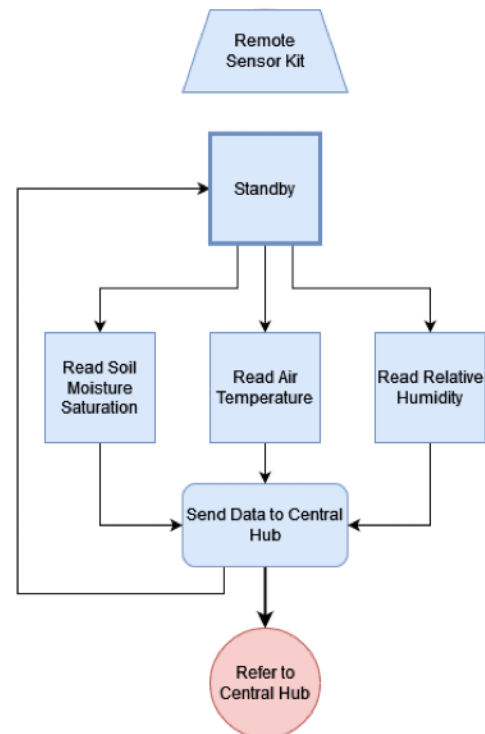 Remote
Sensor Kit
Standby
Read Soil
Moisture
Saturation
Read Air
Temperature
Read Relative
Humidity
Send Data to Central
Hub
Refer to
Central Hub